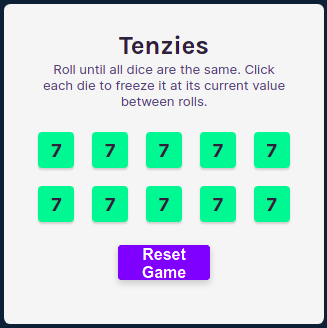 Tenzies
Roll until all dice are the same. Click
each die to freeze it at its current value
between rolls.
7 7 7 7 7
7 7 7 7 7
Reset
Game